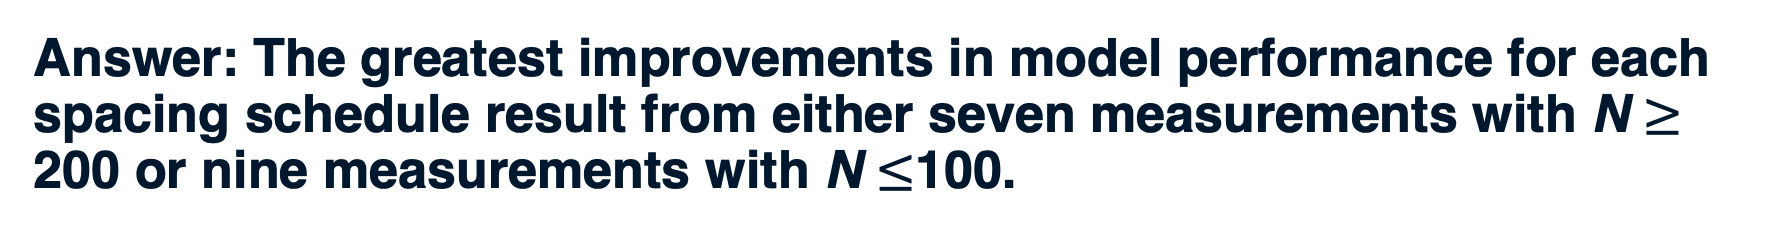 Answer: The greatest improvements in model performance for each
spacing schedule result from either seven measurements with N ≥
200 or nine measurements with N ≤100.